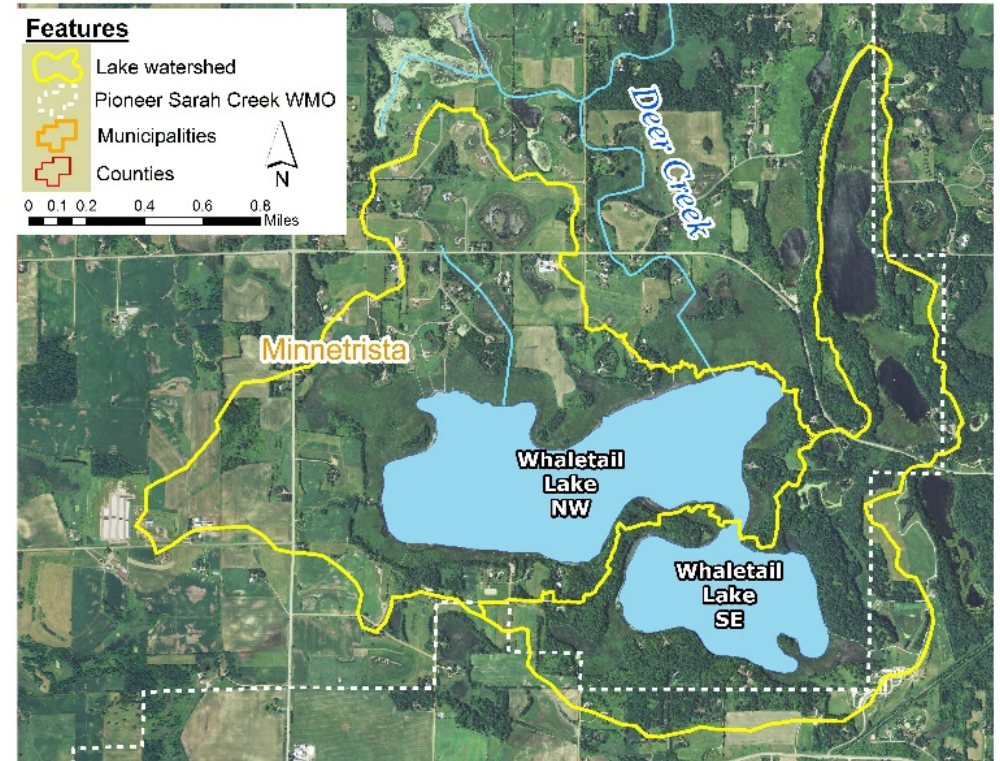 Features
Lake watershed
Pioneer Sarah Creek WMO
Municipalities
Counties
N
0 0.1 0.2 0.4 0.6 0.8
Miles
Deer Creek
Minnetrista
Whaletail
Lake
NW
Whaletail
Lake
SE